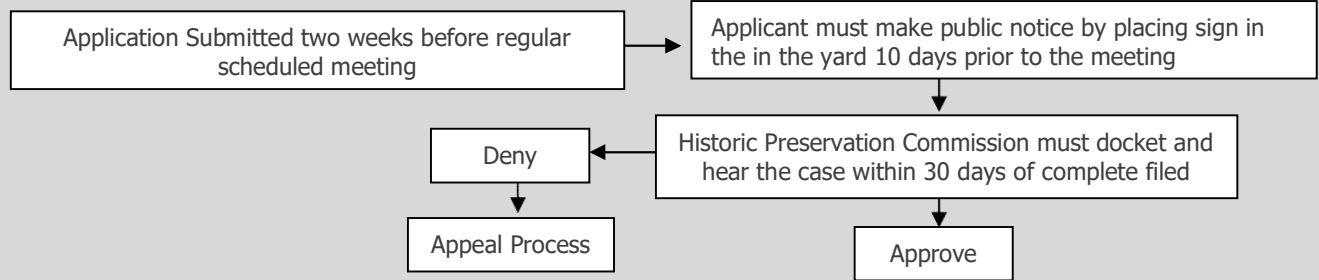 Application Submitted two weeks before regular
scheduled meeting
Applicant must make public notice by placing sign in
the in the yard 10 days prior to the meeting
Historic Preservation Commission must docket and
hear the case within 30 days of complete filed
Deny
Appeal Process
Approve